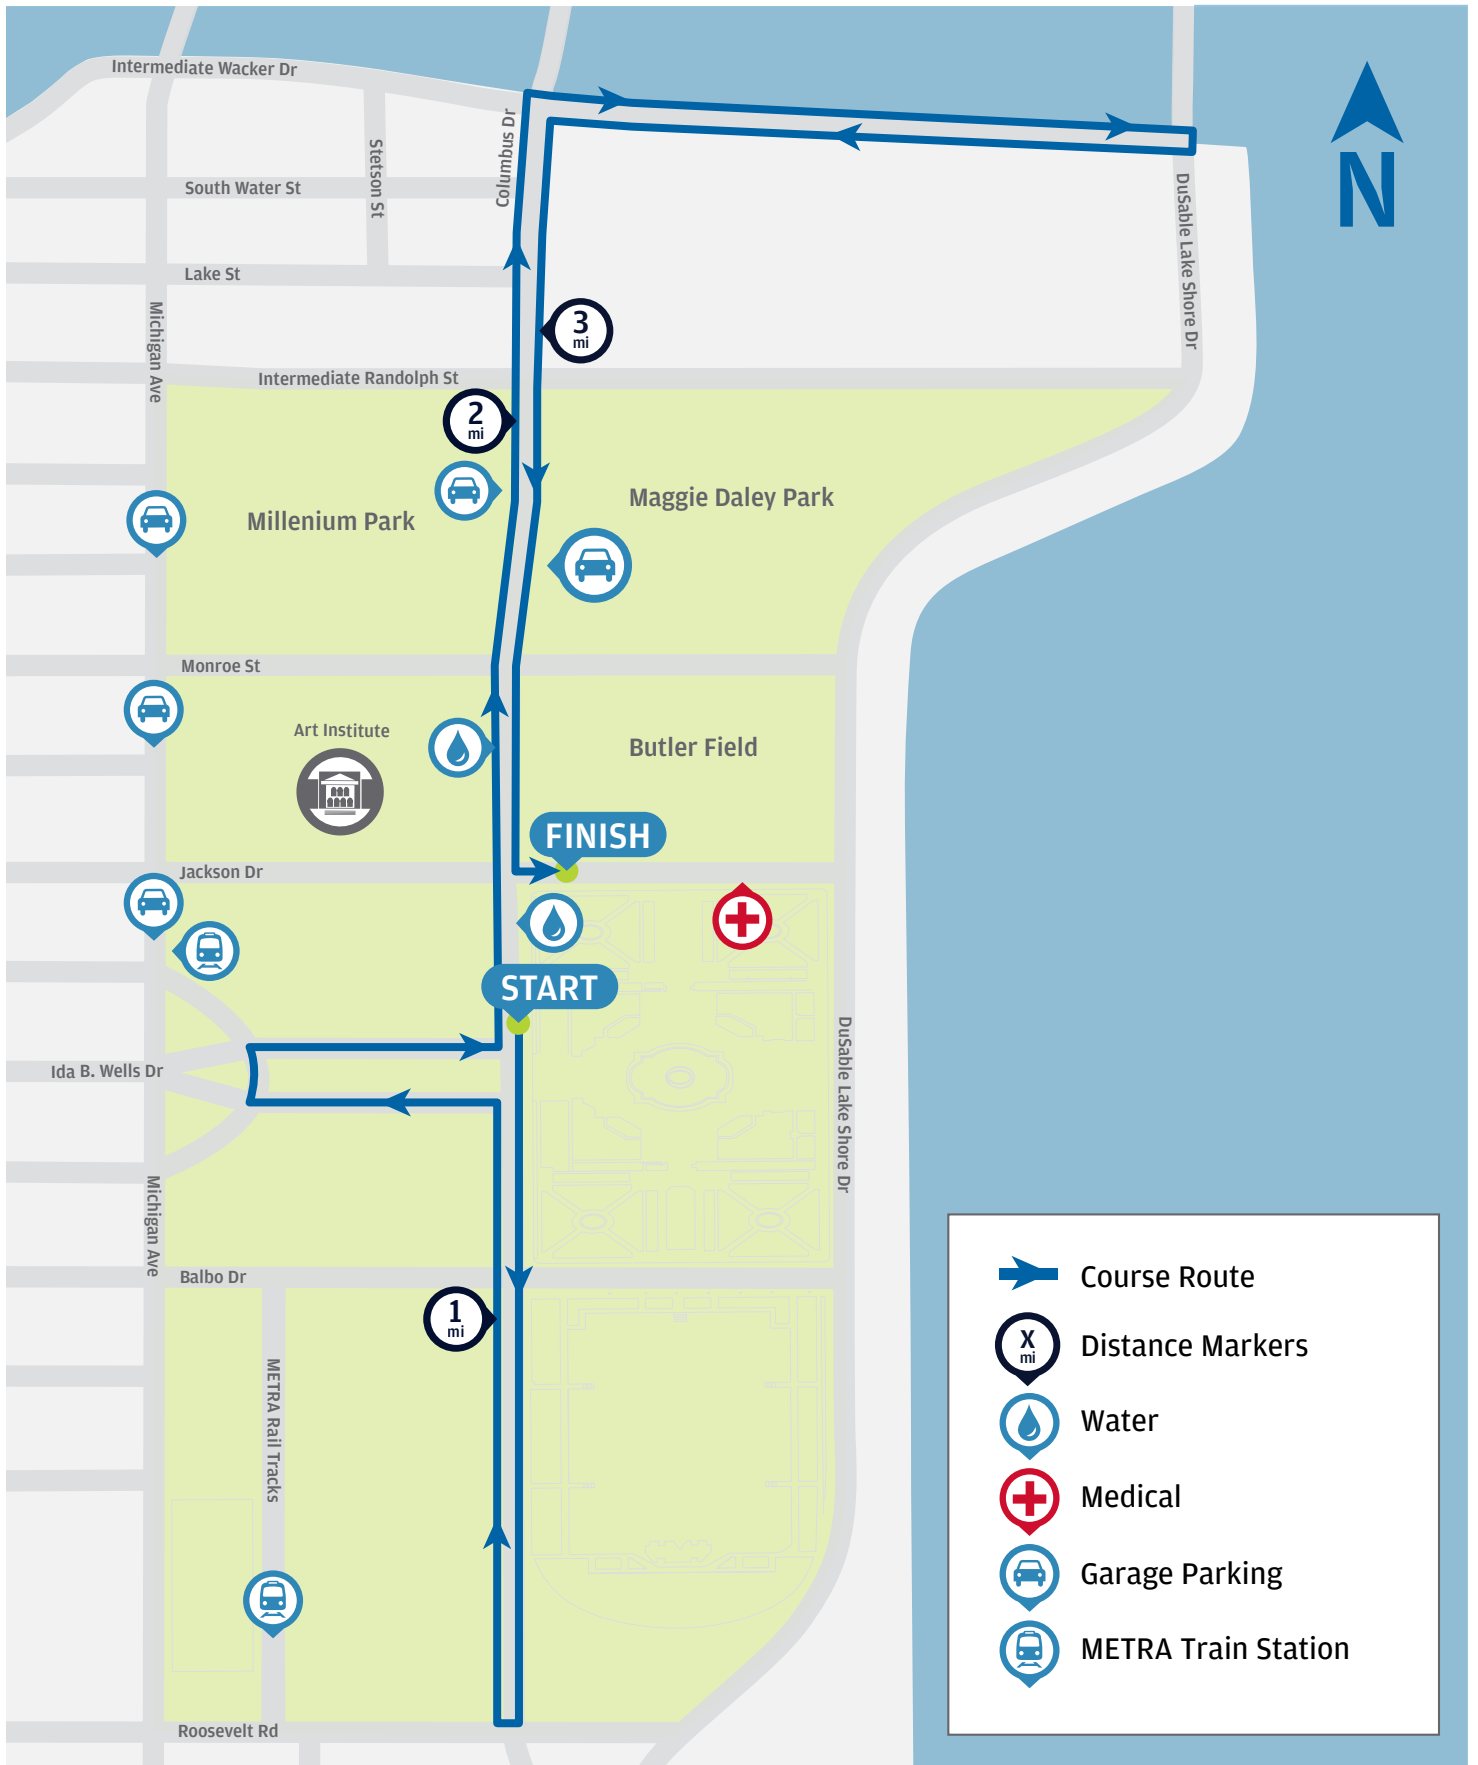 Intermediate Wacker Dr
Columbus Dr
Stetson St
South Water St
DuSable Lake Shore Dr
N
Lake St
Michigan Ave
3
mi
Intermediate Randolph St
2
mi
Maggie Daley Park
Millenium Park
Monroe St
Art Institute
Butler Field
FINISH
Jackson Dr
START
DuSable Lake Shore Dr
Ida B. Wells Dr
Michigan Ave
Balbo Dr
1
mi
METRA Rail Tracks
Roosevelt Rd
Course Route
X
mi
Distance Markers
Water
Medical
Garage Parking
METRA Train Station